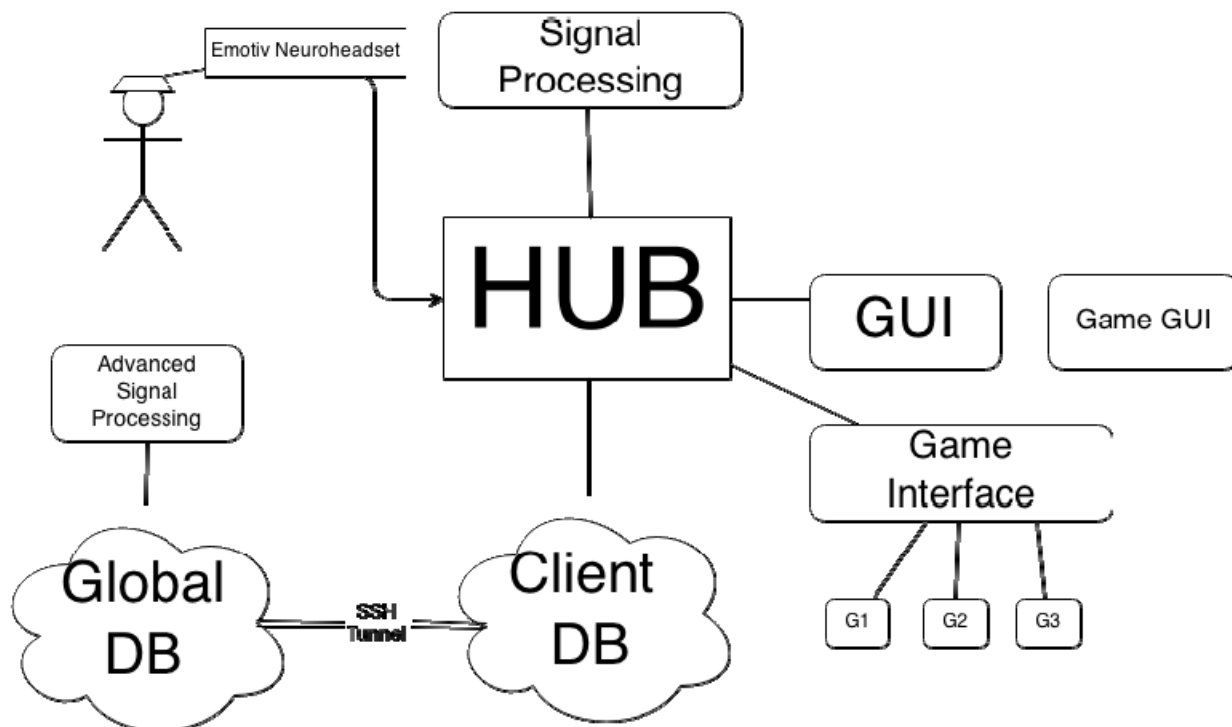 Emotiv Neuroheadset
Signal
Processing
HUB
GUI
Game GUI
Advanced
Signal
Processing
Game
Interface
Global
DB
SSH
Tunnel
Client
DB
G1
G2
G3